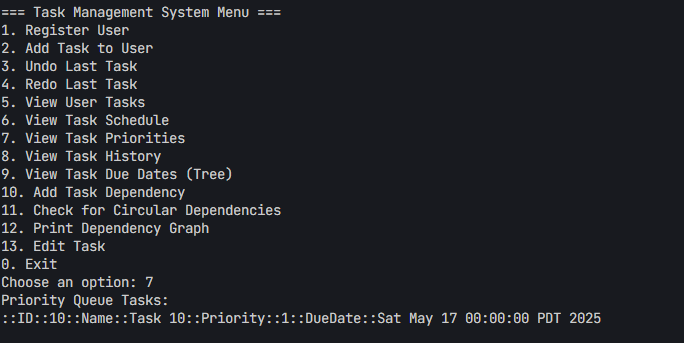 === Task Management System Menu ===
1. Register User
2. Add Task to User
3. Undo Last Task
4. Redo Last Task
5. View User Tasks
6. View Task Schedule
7. View Task Priorities
8. View Task History
9. View Task Due Dates (Tree)
10. Add Task Dependency
11. Check for Circular Dependencies
12. Print Dependency Graph
13. Edit Task
0. Exit
Choose an option: 7
Priority Queue Tasks:
::ID::10::Name::Task 10::Priority::1::DueDate::Sat May 17 00:00:00 PDT 2025